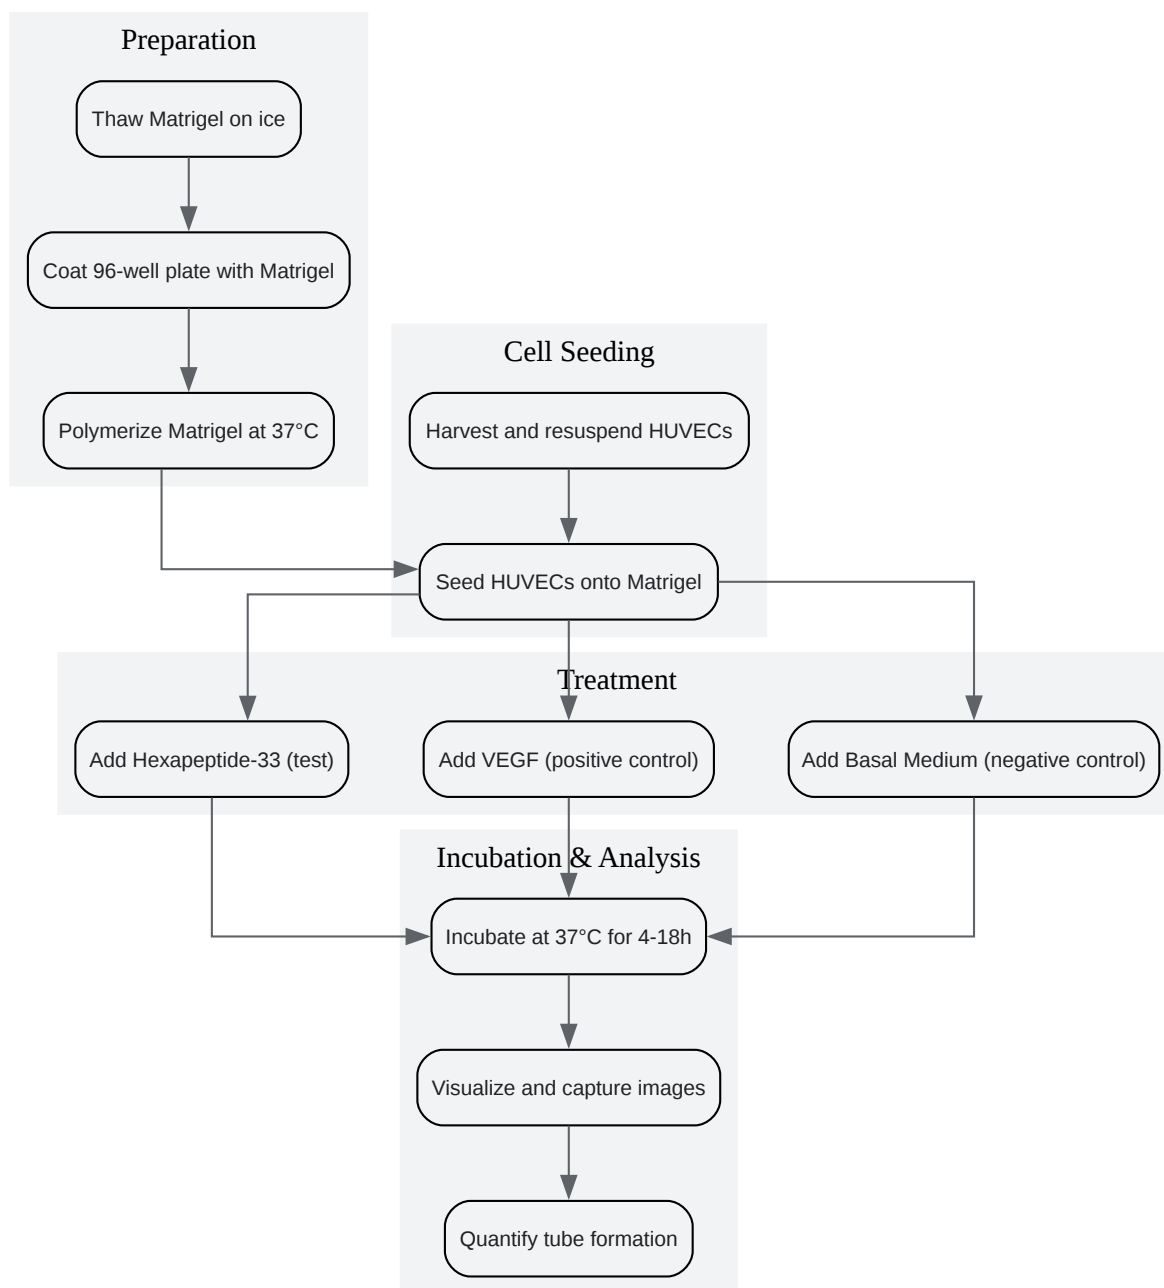 Preparation
Thaw Matrigel on ice
Coat 96-well plate with Matrigel
Polymerize Matrigel at 37°C
Cell Seeding
Harvest and resuspend HUVECs
Seed HUVECs onto Matrigel
Treatment
Add Hexapeptide-33 (test)
Add VEGF (positive control)
Add Basal Medium (negative control)
Incubation & Analysis
Incubate at 37°C for 4-18h
Visualize and capture images
Quantify tube formation